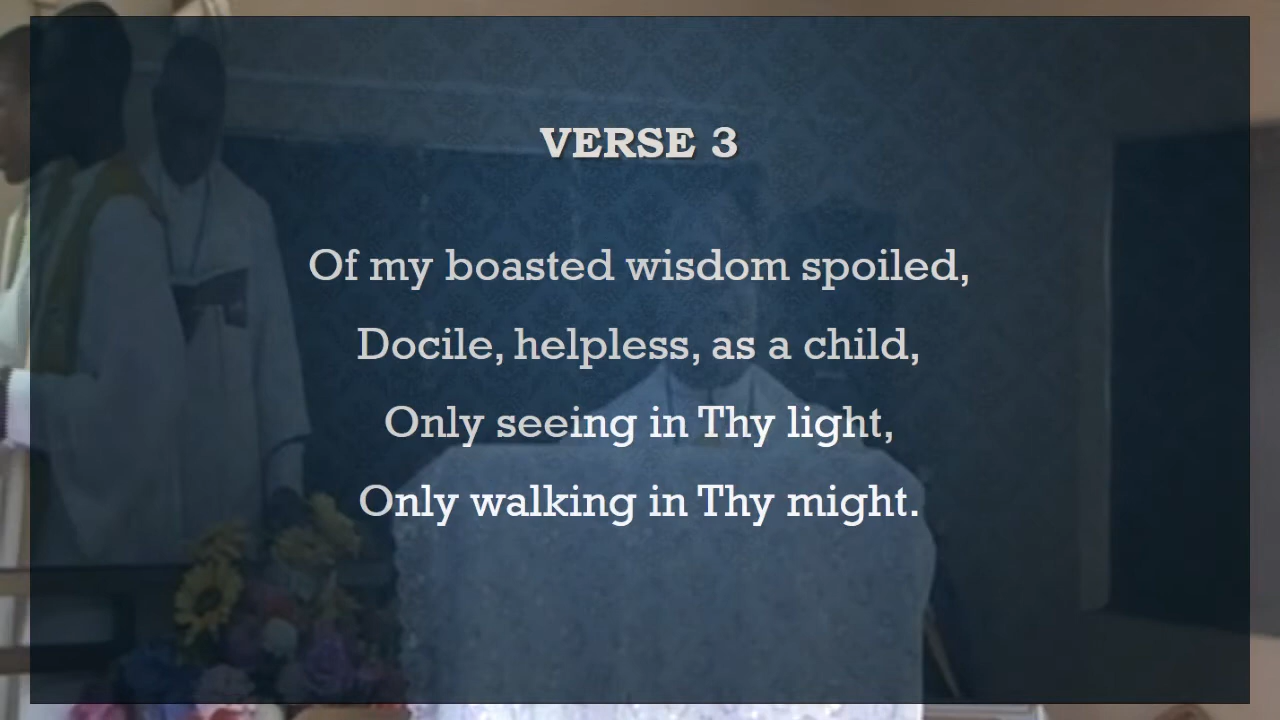 VERSE 3
Of my boasted wisdom spoiled,
Docile, helpless, as a child,
Only seeing in Thy light,
Only walking in Thy might.